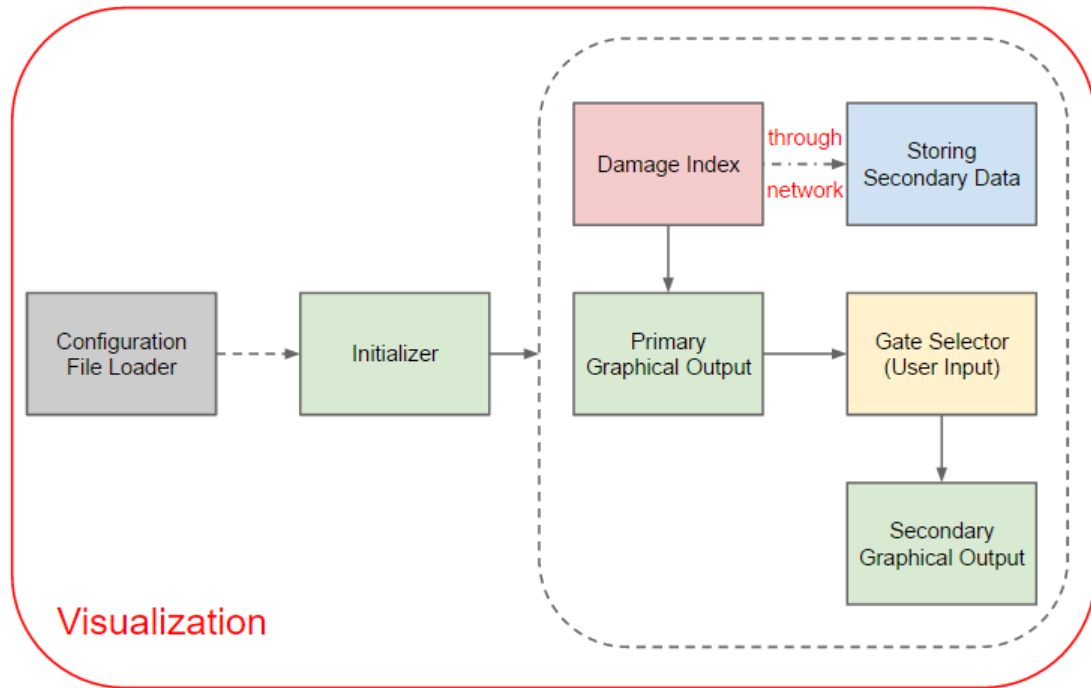 Damage Index
through
network
Storing
Secondary Data
Configuration
File Loader
Initializer
Primary
Graphical Output
Gate Selector
(User Input)
Secondary
Graphical Output
Visualization